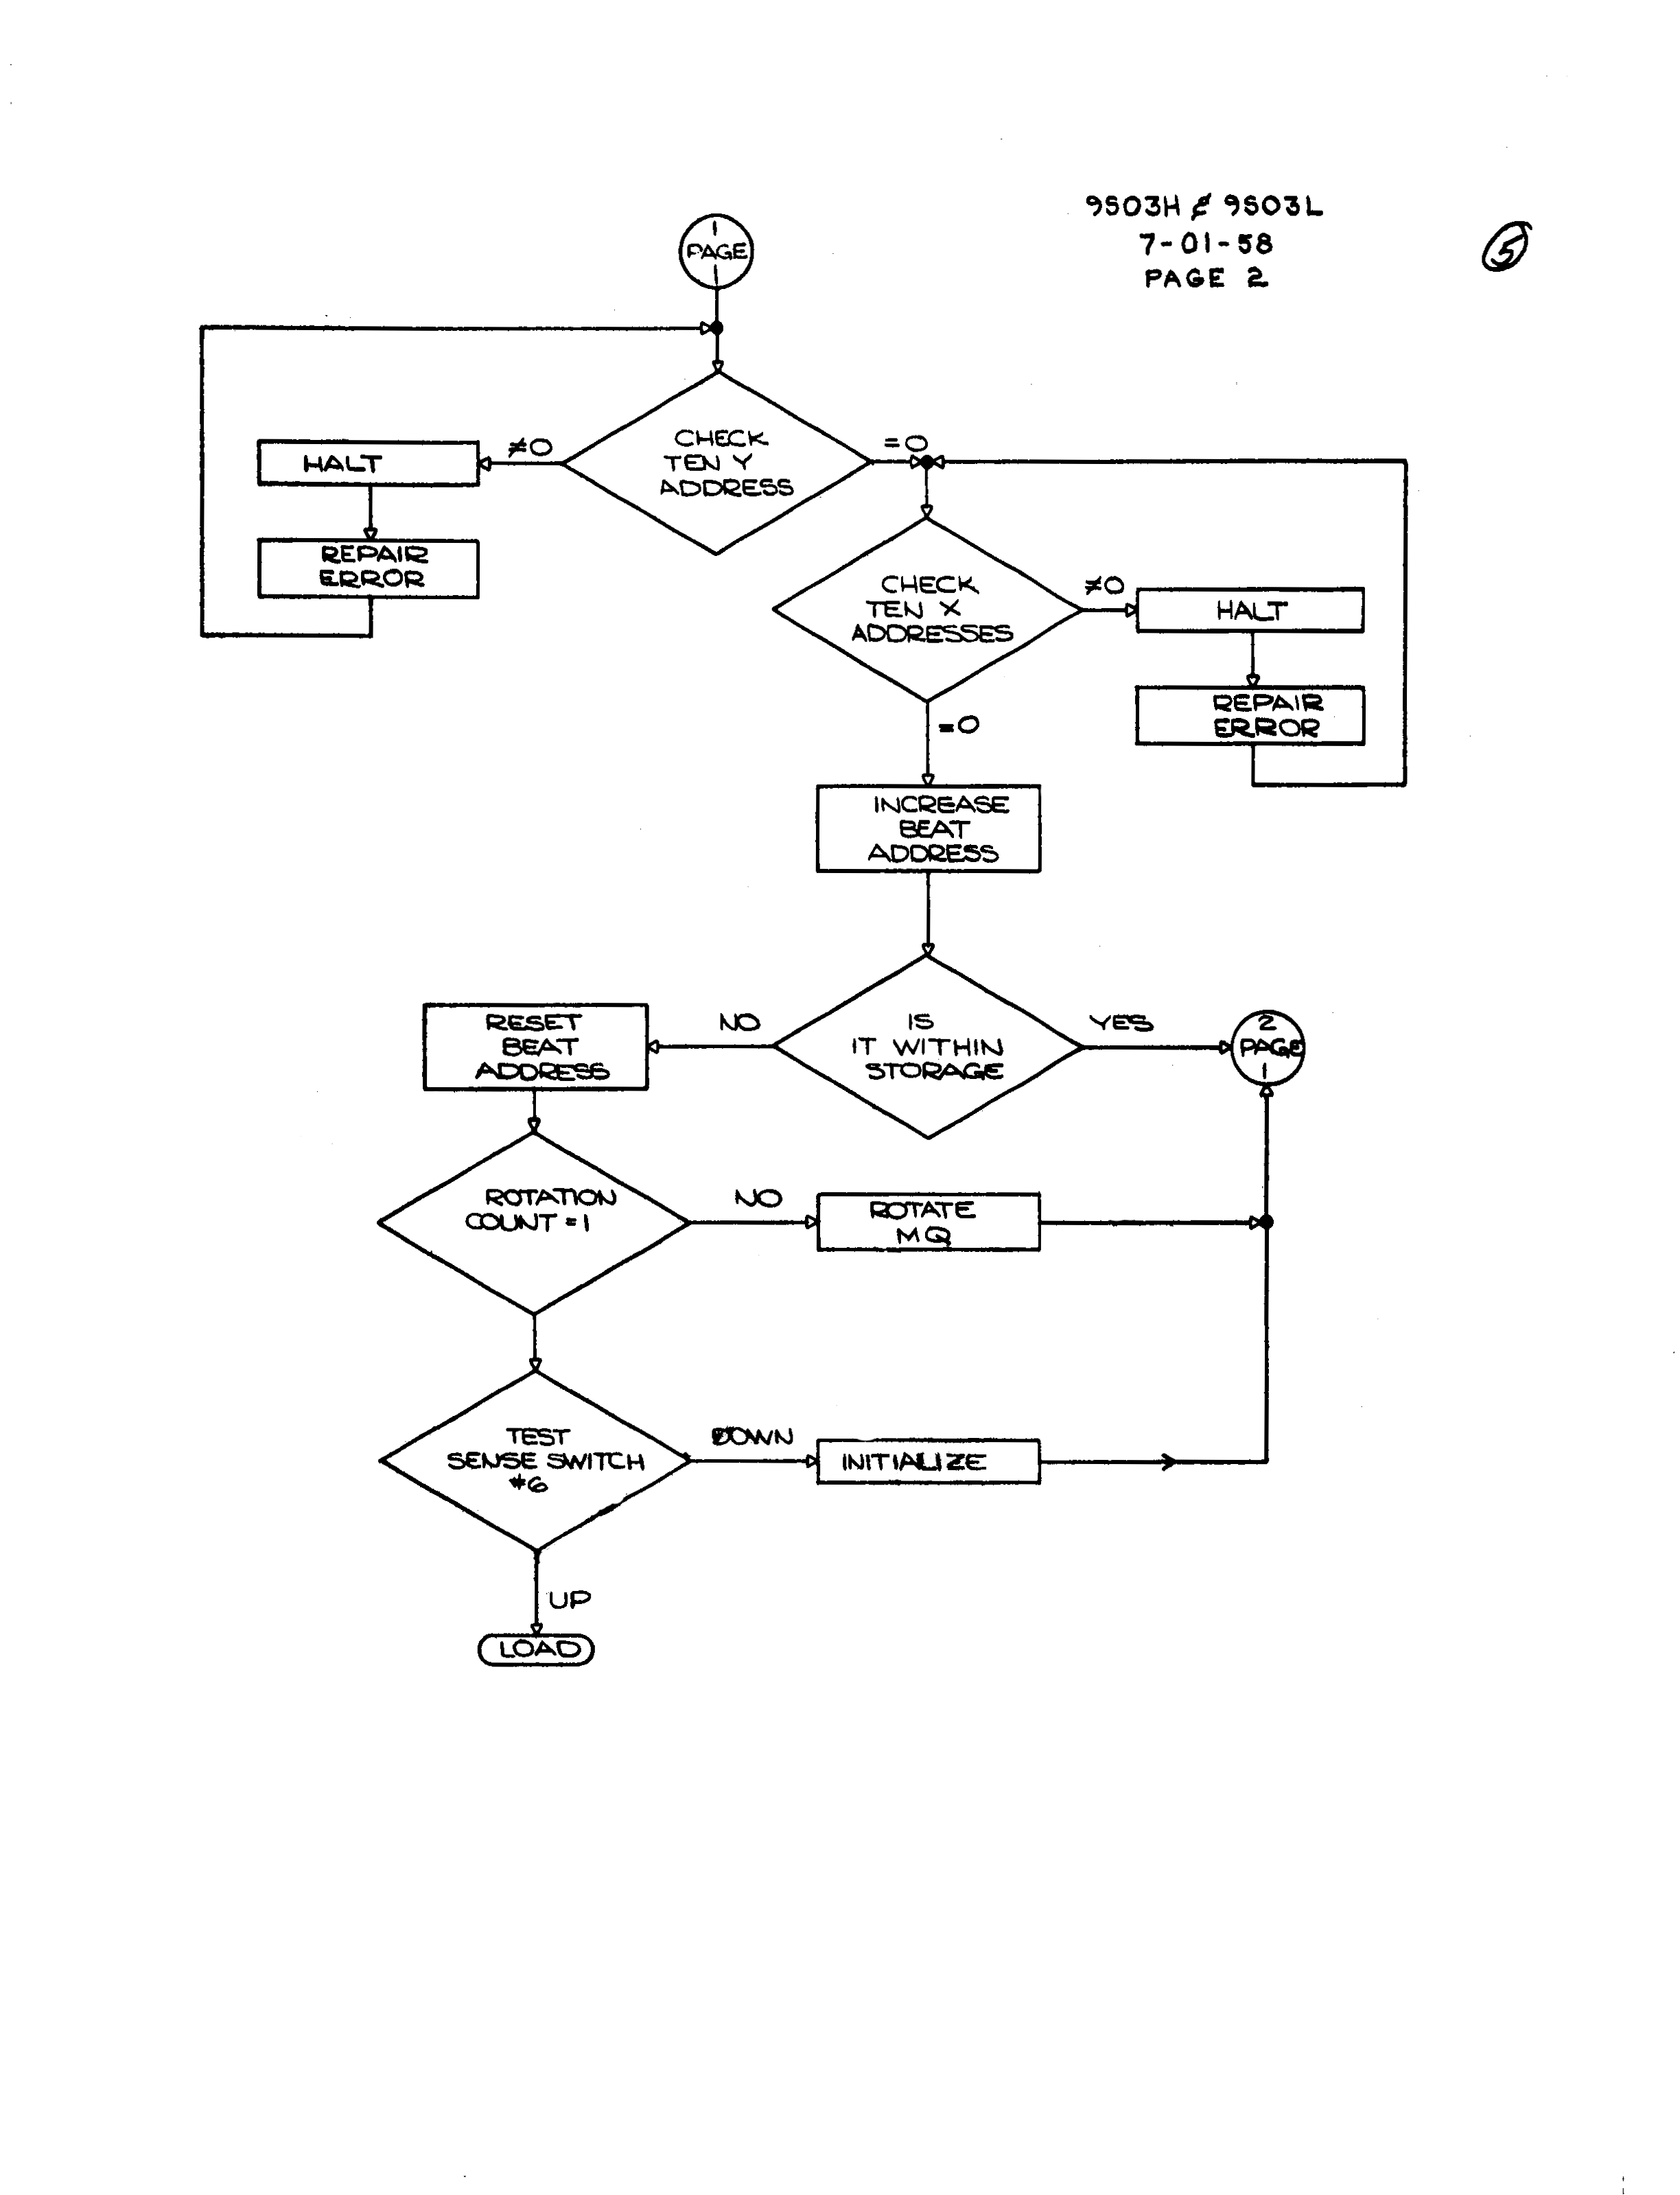 9S03H & 9S03L
7-01-58
PAGE 2
5
1
PAGE
1
≠0
CHECK
TEN Y
ADDRESS
=0
HALT
REPAIR
ERROR
CHECK
TEN X
ADDRESSES
≠0
HALT
REPAIR
ERROR
=0
INCREASE
BEAT
ADDRESS
RESET
BEAT
ADDRESS
NO
IS
IT WITHIN
STORAGE
YES
2
PAGE
1
ROTATION
COUNT = 1
NO
ROTATE
MQ
TEST
SENSE SWITCH
#6
DOWN
INITIALIZE
UP
LOAD